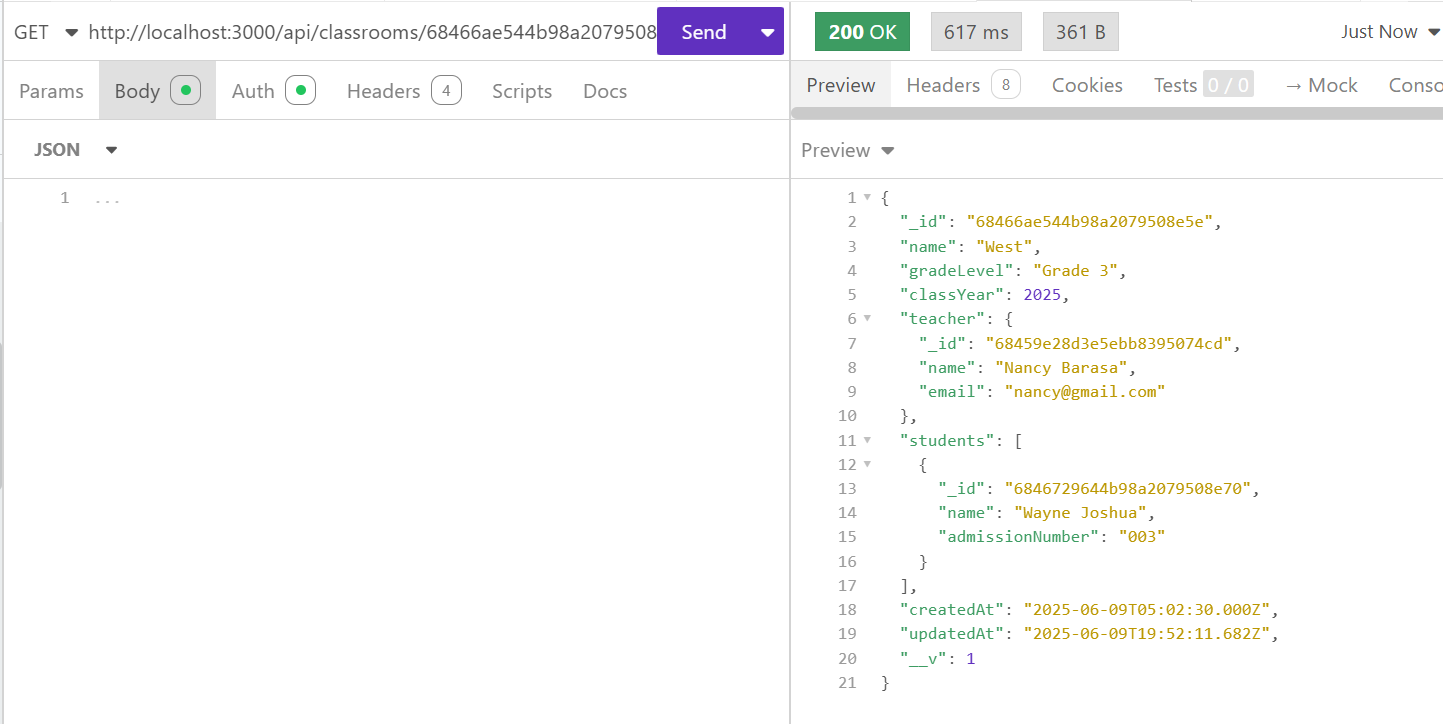 GET http://localhost:3000/api/classrooms/68466ae544b98a2079508 Send
200 OK 617 ms 361 B Just Now
Params Body Auth Headers 4 Scripts Docs
Preview Headers 8 Cookies Tests 0 / 0 → Mock Conso
JSON
Preview
1 ...
1 {
2 "_id": "68466ae544b98a2079508e5e",
3 "name": "West",
4 "gradeLevel": "Grade 3",
5 "classYear": 2025,
6 "teacher": {
7 "_id": "68459e28d3e5ebb8395074cd",
8 "name": "Nancy Barasa",
9 "email": "nancy@gmail.com"
10 },
11 "students": [
12 {
13 "_id": "6846729644b98a2079508e70",
14 "name": "Wayne Joshua",
15 "admissionNumber": "003"
16 }
17 ],
18 "createdAt": "2025-06-09T05:02:30.000Z",
19 "updatedAt": "2025-06-09T19:52:11.682Z",
20 "__v": 1
21 }